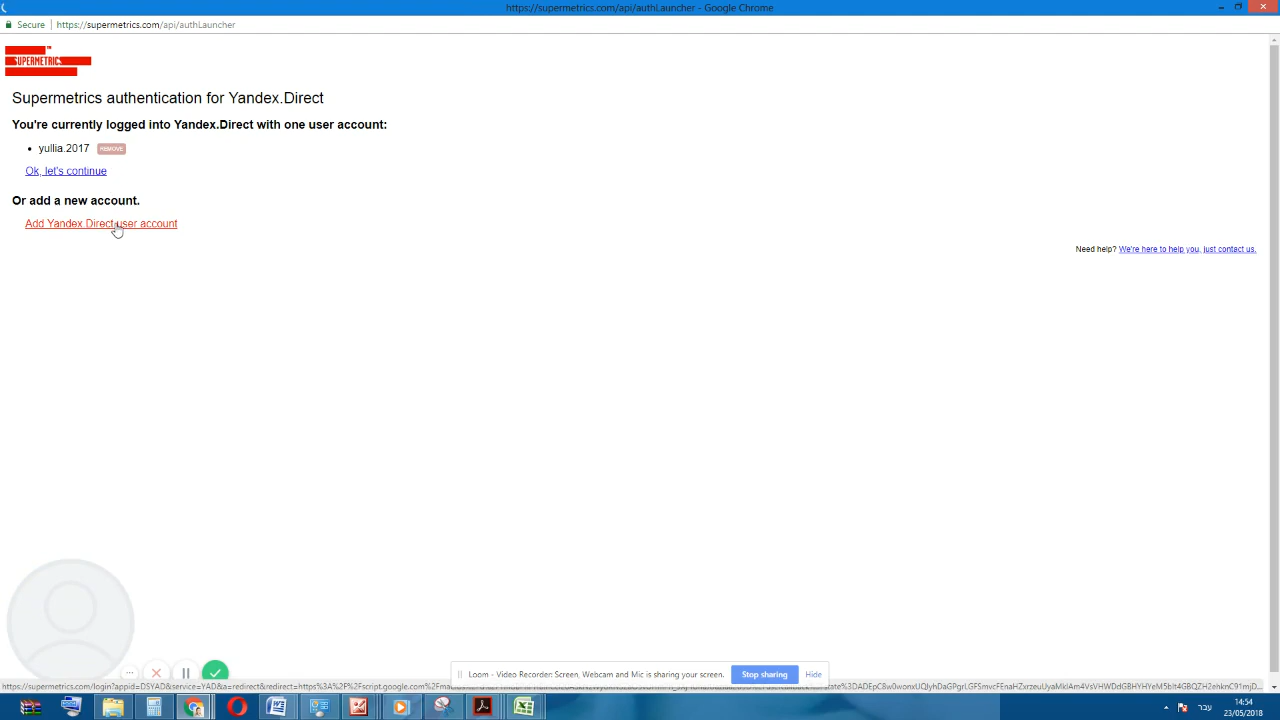 https://supermetrics.com/api/authLauncher - Google Chrome
Secure | https://supermetrics.com/api/authLauncher
SUPERMETRICS™
Supermetrics authentication for Yandex.Direct
You're currently logged into Yandex.Direct with one user account:
• yullia.2017 REMOVE
Ok, let's continue
Or add a new account.
Add Yandex Direct user account
Need help? We're here to help you, just contact us.
Loom - Video Recorder: Screen, Webcam and Mic is sharing your screen. Stop sharing Hide
14:54
עבר
23/05/2018